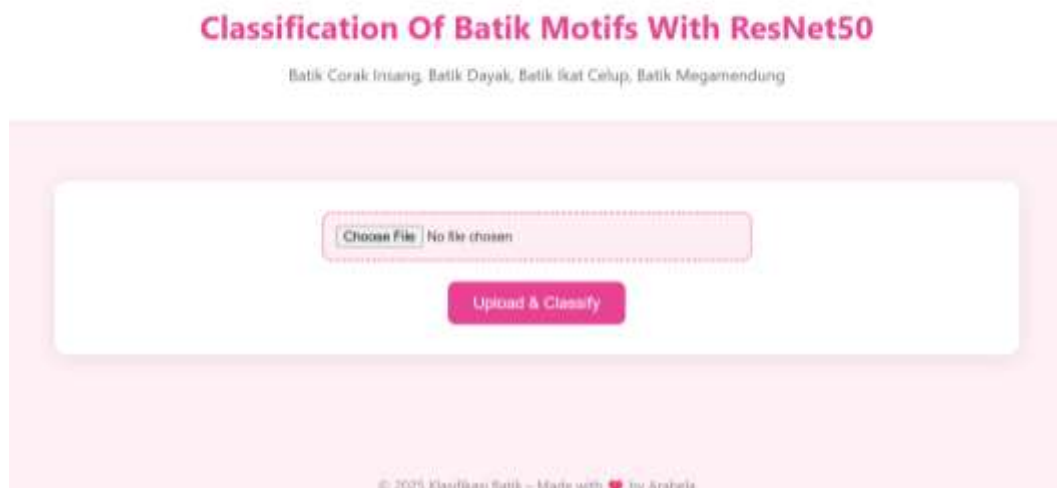 Classification Of Batik Motifs With ResNet50
Batik Corak Insang, Batik Dayak, Batik Ikat Celup, Batik Megamendung
Choose File No file chosen
Upload & Classify
© 2025 Klasifikasi Batik – Made with ❤ by Arabela